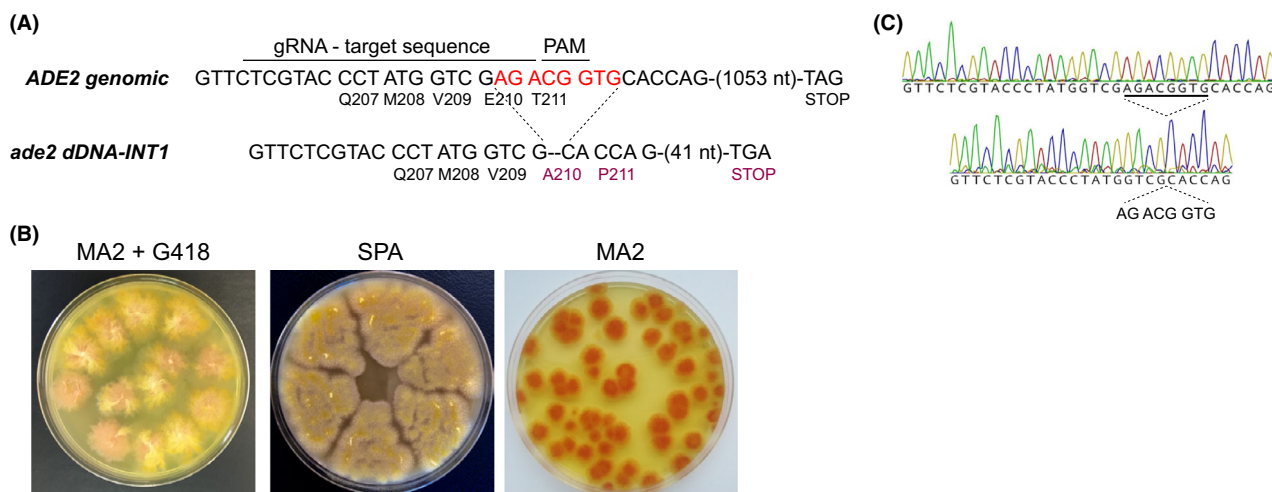 (A)
gRNA - target sequence PAM
ADE2 genomic GTTCTCGTAC CCT ATG GTC GAG ACG GTGCACCAG-(1053 nt)-TAG
Q207 M208 V209 E210 T211 STOP
ade2 dDNA-INT1 GTTCTCGTAC CCT ATG GTC G--CA CCA G-(41 nt)-TGA
Q207 M208 V209 A210 P211 STOP
(B)
MA2 + G418 SPA MA2
(C)
GTTCTCGTACCCTATGGTCGAGACGGTGCACCAG
GTTCTCGTACCCTATGGTCGCACCAG
AG ACG GTG